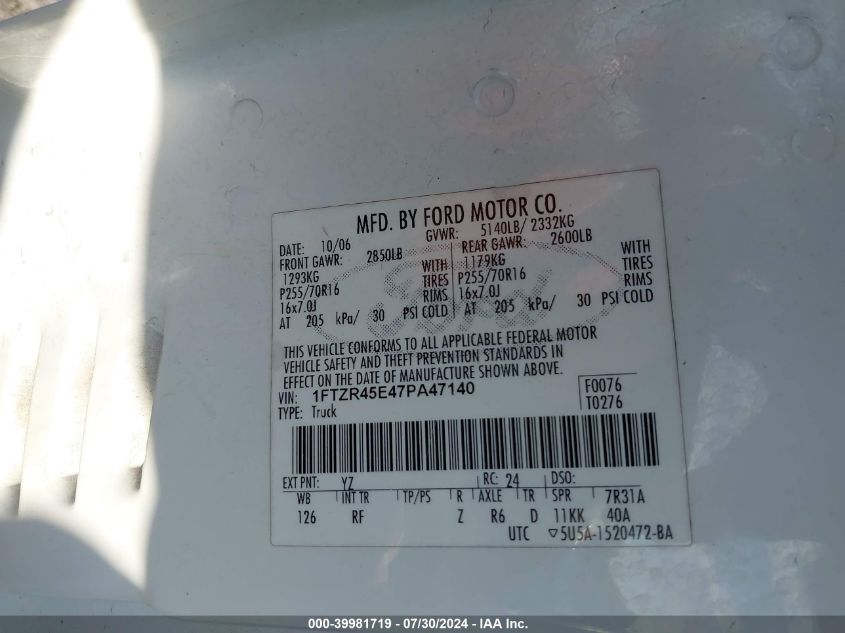 MFD. BY FORD MOTOR CO.
DATE: 10/06 GVWR: 5140LB/ 2332KG
FRONT GAWR: 2850LB REAR GAWR: 2600LB
1293KG WITH 1179KG WITH
P255/70R16 TIRES P255/70R16 TIRES
16x7.0J RIMS 16x7.0J RIMS
AT 205 kPa/ 30 PSI COLD AT 205 kPa/ 30 PSI COLD
Ford
THIS VEHICLE CONFORMS TO ALL APPLICABLE FEDERAL MOTOR
VEHICLE SAFETY AND THEFT PREVENTION STANDARDS IN
EFFECT ON THE DATE OF MANUFACTURE SHOWN ABOVE.
VIN: 1FTZR45E47PA47140 F0076
TYPE: Truck T0276
EXT PNT: YZ RC: 24 DSO:
WB INT TR TP/PS R AXLE TR SPR 7R31A
126 RF Z R6 D 11KK 40A
UTC ▽5U5A-1520472-BA
000-39981719 - 07/30/2024 - IAA Inc.